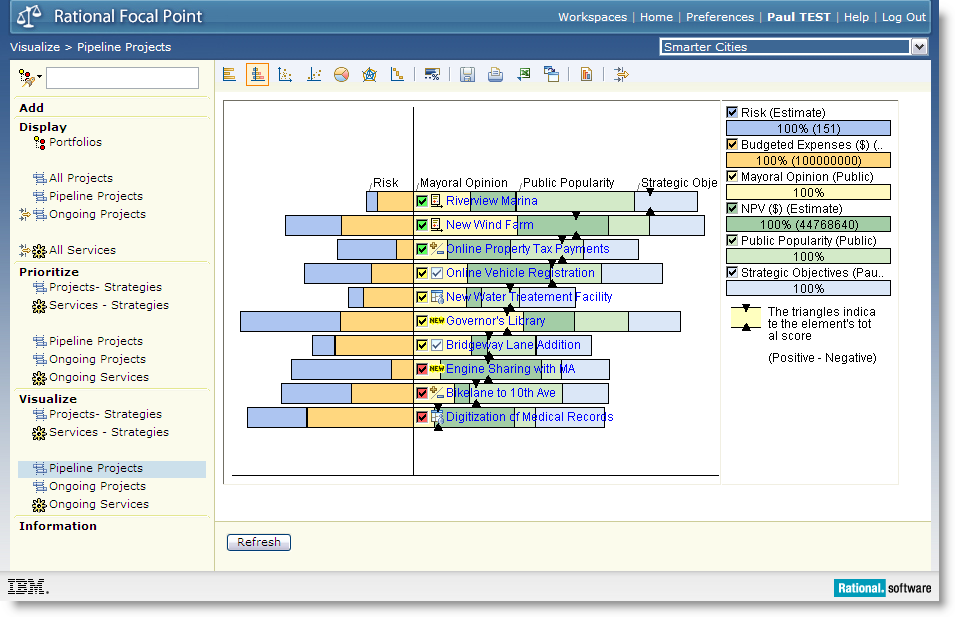 Rational Focal Point
Workspaces | Home | Preferences | Paul TEST | Help | Log Out
Visualize > Pipeline Projects
Smarter Cities
Add
Display
Portfolios
All Projects
Pipeline Projects
Ongoing Projects
All Services
Prioritize
Projects- Strategies
Services - Strategies
Pipeline Projects
Ongoing Projects
Ongoing Services
Visualize
Projects- Strategies
Services - Strategies
Pipeline Projects
Ongoing Projects
Ongoing Services
Information
Risk Mayoral Opinion Public Popularity Strategic Obje
Riverview Marina
New Wind Farm
Online Property Tax Payments
Online Vehicle Registration
New Water Treatement Facility
NEW Governor's Library
Bridgeway Lane Addition
NEW Engine Sharing with MA
Bikelane to 10th Ave
Digitization of Medical Records
Risk (Estimate)
100% (151)
Budgeted Expenses ($) (..
100% (100000000)
Mayoral Opinion (Public)
100%
NPV ($) (Estimate)
100% (44768640)
Public Popularity (Public)
100%
Strategic Objectives (Pau..
100%
The triangles indica
te the element's tot
al score
(Positive - Negative)
Refresh
IBM.
Rational. software